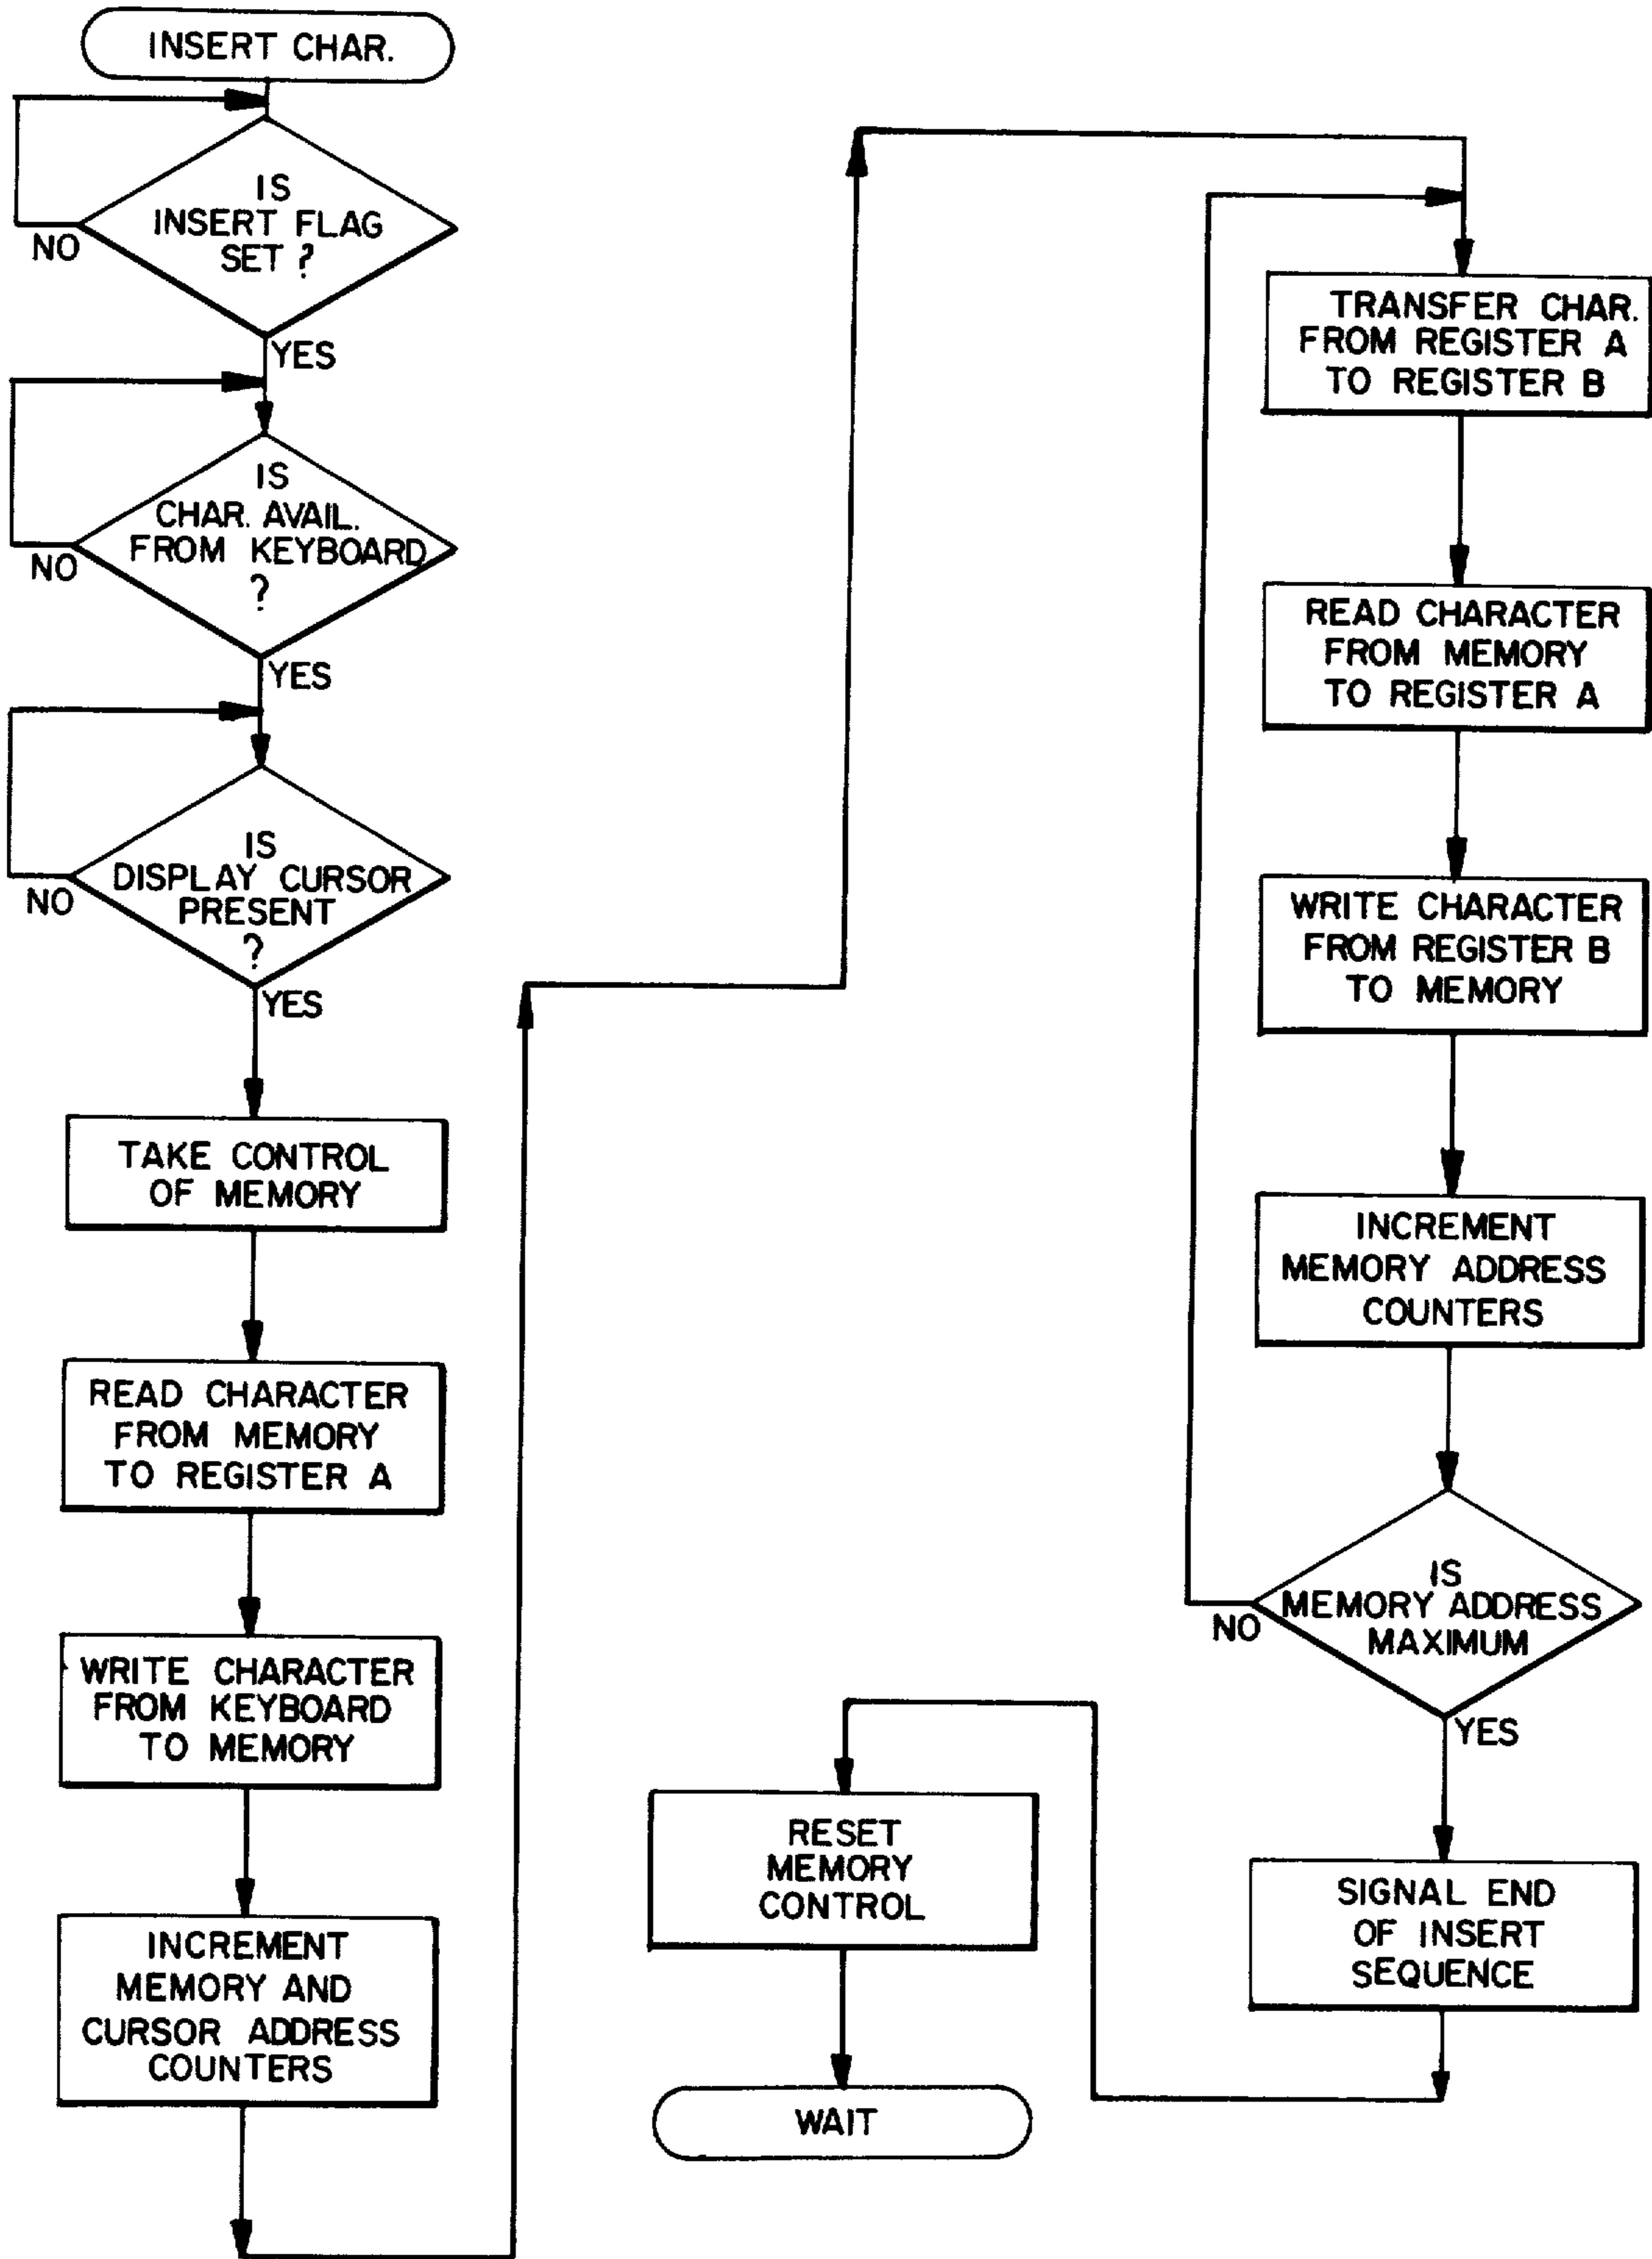 INSERT CHAR.
IS
INSERT FLAG
SET ?
NO
YES
IS
CHAR. AVAIL.
FROM KEYBOARD
?
NO
YES
IS
DISPLAY CURSOR
PRESENT
?
NO
YES
TAKE CONTROL
OF MEMORY
READ CHARACTER
FROM MEMORY
TO REGISTER A
WRITE CHARACTER
FROM KEYBOARD
TO MEMORY
INCREMENT
MEMORY AND
CURSOR ADDRESS
COUNTERS
TRANSFER CHAR.
FROM REGISTER A
TO REGISTER B
READ CHARACTER
FROM MEMORY
TO REGISTER A
WRITE CHARACTER
FROM REGISTER B
TO MEMORY
INCREMENT
MEMORY ADDRESS
COUNTERS
IS
MEMORY ADDRESS
MAXIMUM
NO
YES
SIGNAL END
OF INSERT
SEQUENCE
RESET
MEMORY
CONTROL
WAIT